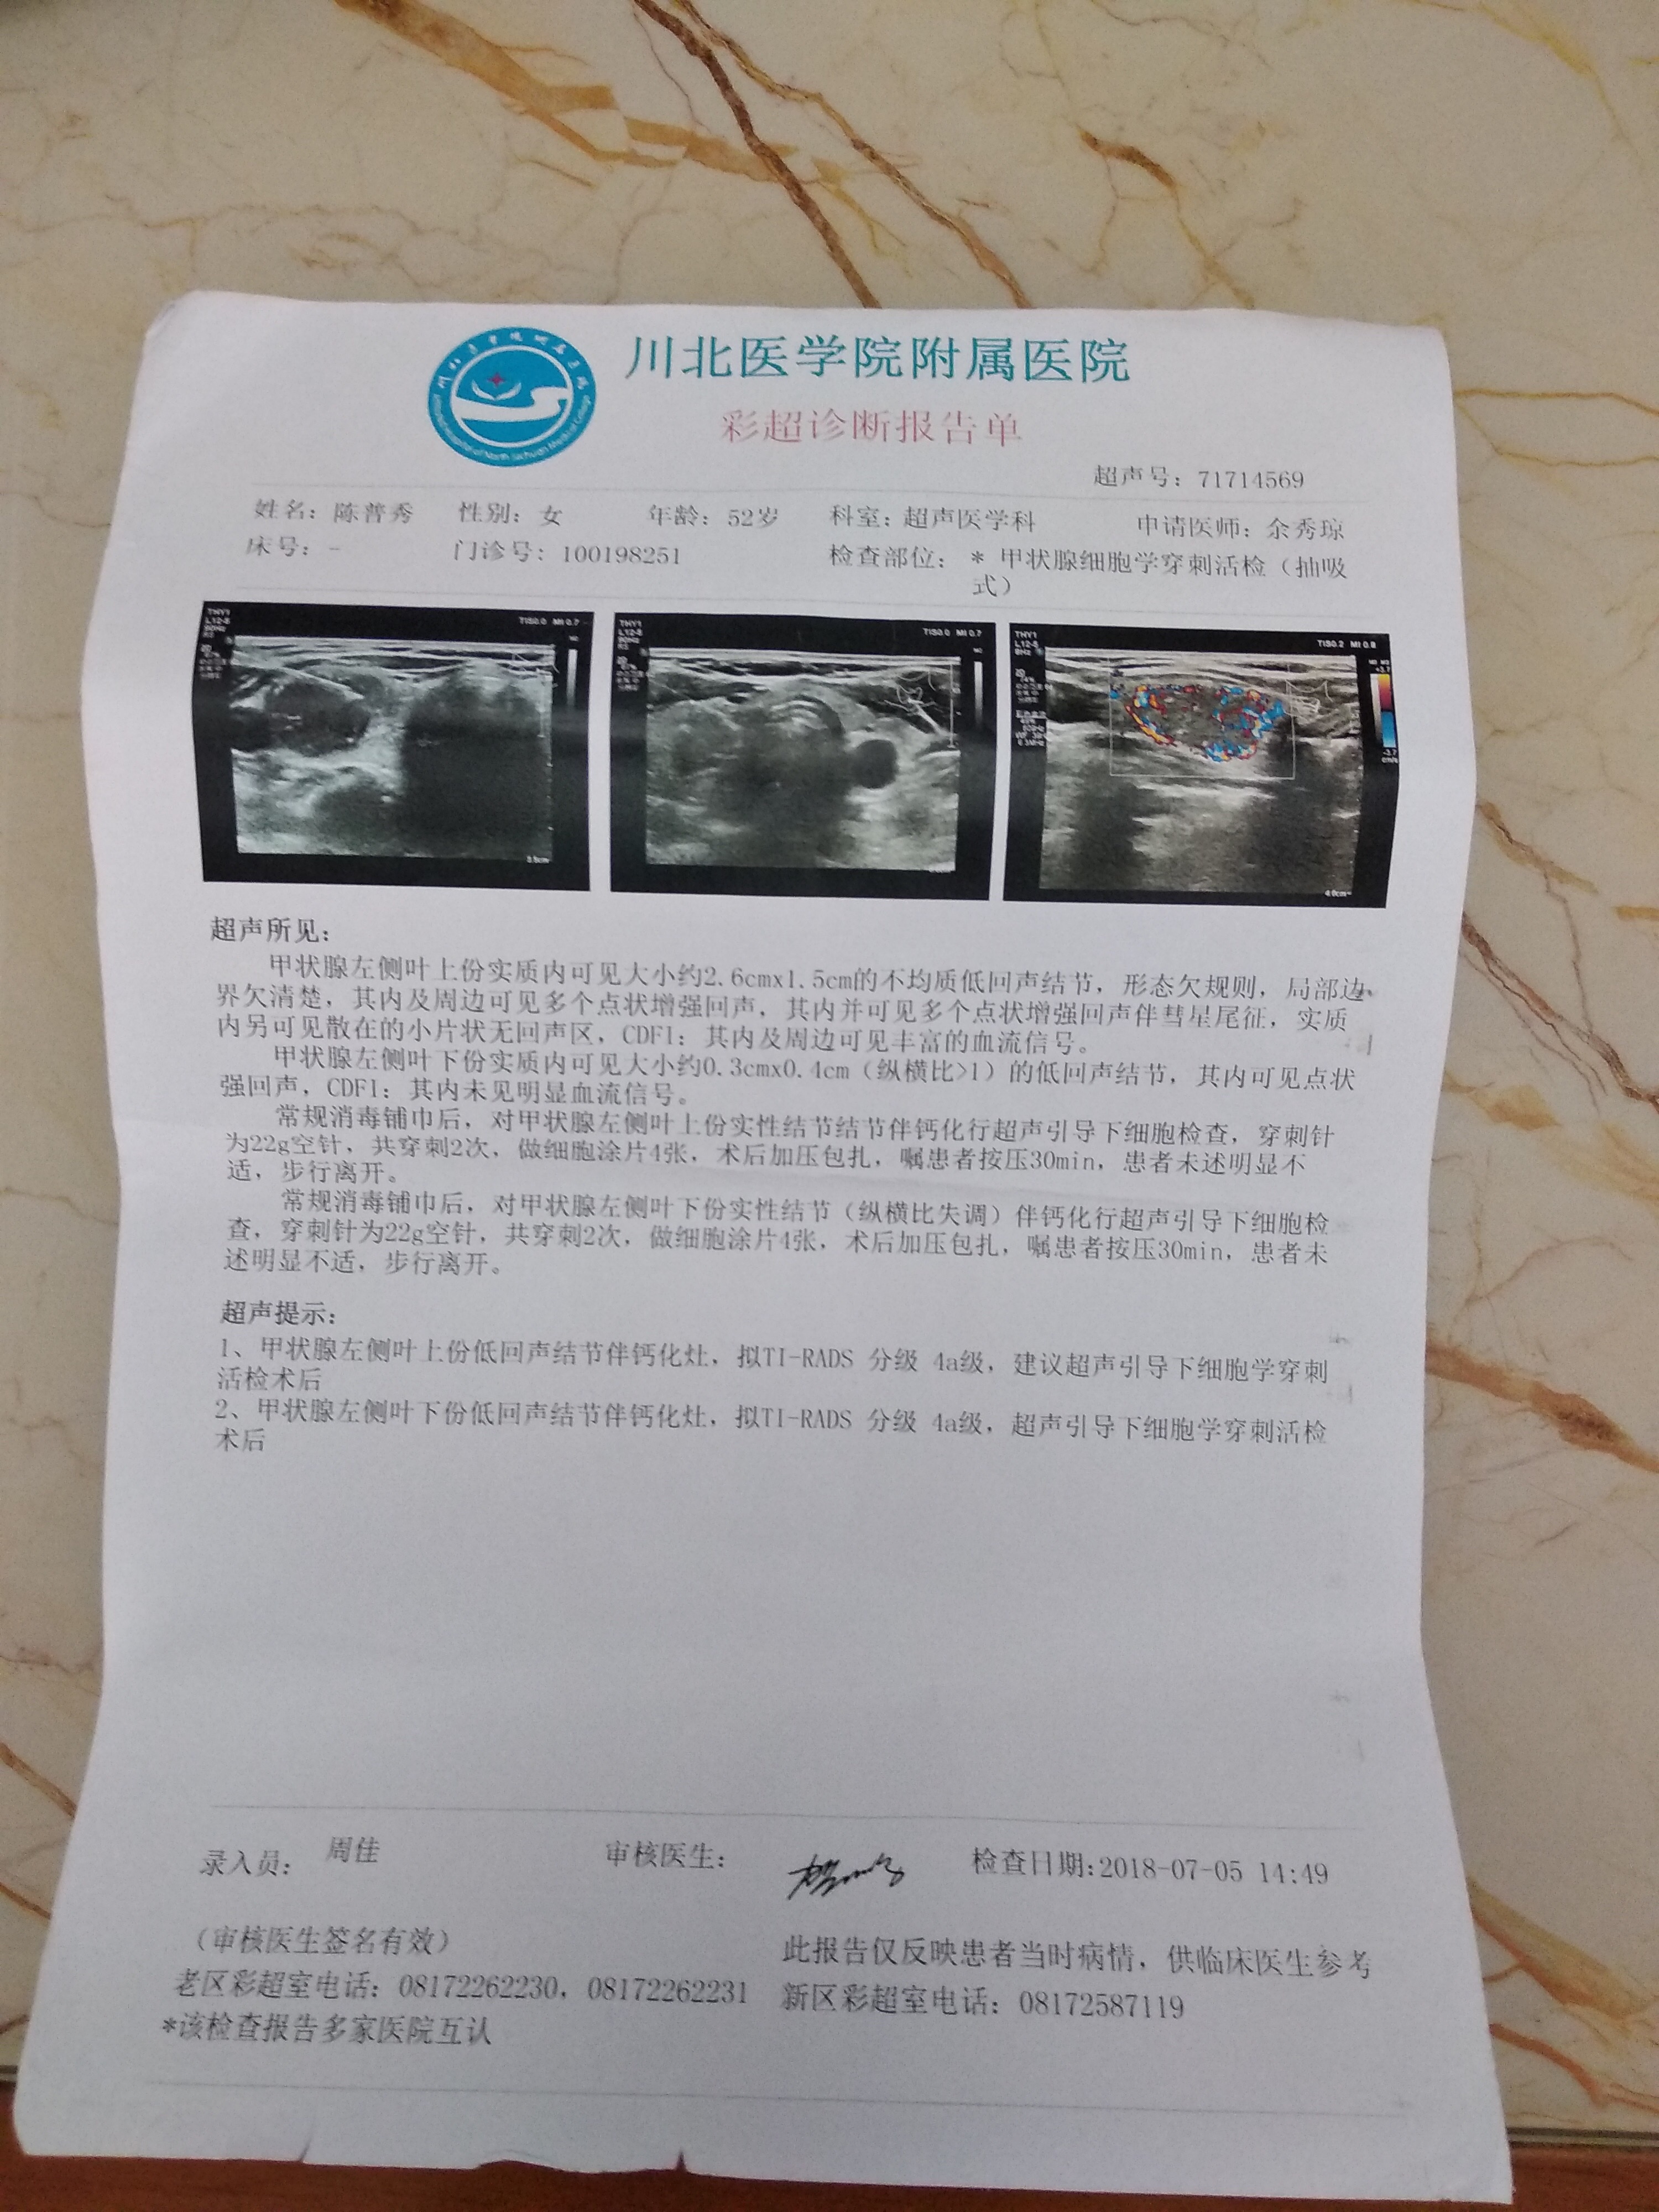 川北医学院附属医院
彩超诊断报告单
超声号：71714569
姓名：陈普秀 性别：女 年龄：52岁 科室：超声医学科 申请医师：余秀琼
床号：- 门诊号：100198251 检查部位：* 甲状腺细胞学穿刺活检（抽吸
式）
THY1 TIS0.0 MI 0.7
L12-5
3.5cm
THY1 TIS0.0 MI 0.7
L12-5
THY1 TIS0.2 MI 0.8
L12-5
4.0cm
超声所见：
甲状腺左侧叶上份实质内可见大小约2.6cmx1.5cm的不均质低回声结节，形态欠规则，局部边
界欠清楚，其内及周边可见多个点状增强回声，其内并可见多个点状增强回声伴彗星尾征，实质
内另可见散在的小片状无回声区，CDFI：其内及周边可见丰富的血流信号。
甲状腺左侧叶下份实质内可见大小约0.3cmx0.4cm（纵横比>1）的低回声结节，其内可见点状
强回声，CDFI：其内未见明显血流信号。
常规消毒铺巾后，对甲状腺左侧叶上份实性结节结节伴钙化行超声引导下细胞检查，穿刺针
为22g空针，共穿刺2次，做细胞涂片4张，术后加压包扎，嘱患者按压30min，患者未述明显不
适，步行离开。
常规消毒铺巾后，对甲状腺左侧叶下份实性结节（纵横比失调）伴钙化行超声引导下细胞检
查，穿刺针为22g空针，共穿刺2次，做细胞涂片4张，术后加压包扎，嘱患者按压30min，患者未
述明显不适，步行离开。
超声提示：
1、甲状腺左侧叶上份低回声结节伴钙化灶，拟TI-RADS 分级 4a级，建议超声引导下细胞学穿刺
活检术后
2、甲状腺左侧叶下份低回声结节伴钙化灶，拟TI-RADS 分级 4a级，超声引导下细胞学穿刺活检
术后
录入员： 周佳 审核医生： 检查日期:2018-07-05 14:49
（审核医生签名有效） 此报告仅反映患者当时病情，供临床医生参考
老区彩超室电话：08172262230，08172262231 新区彩超室电话：08172587119
*该检查报告多家医院互认